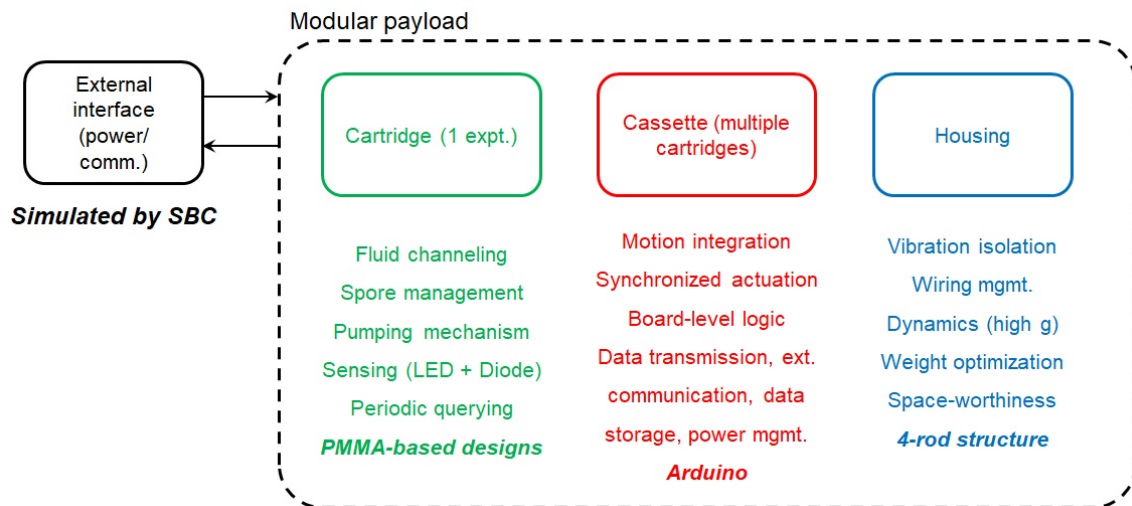 Modular payload
External
interface
(power/
comm.)
Simulated by SBC
Cartridge (1 expt.)
Fluid channeling
Spore management
Pumping mechanism
Sensing (LED + Diode)
Periodic querying
PMMA-based designs
Cassette (multiple
cartridges)
Motion integration
Synchronized actuation
Board-level logic
Data transmission, ext.
communication, data
storage, power mgmt.
Arduino
Housing
Vibration isolation
Wiring mgmt.
Dynamics (high g)
Weight optimization
Space-worthiness
4-rod structure